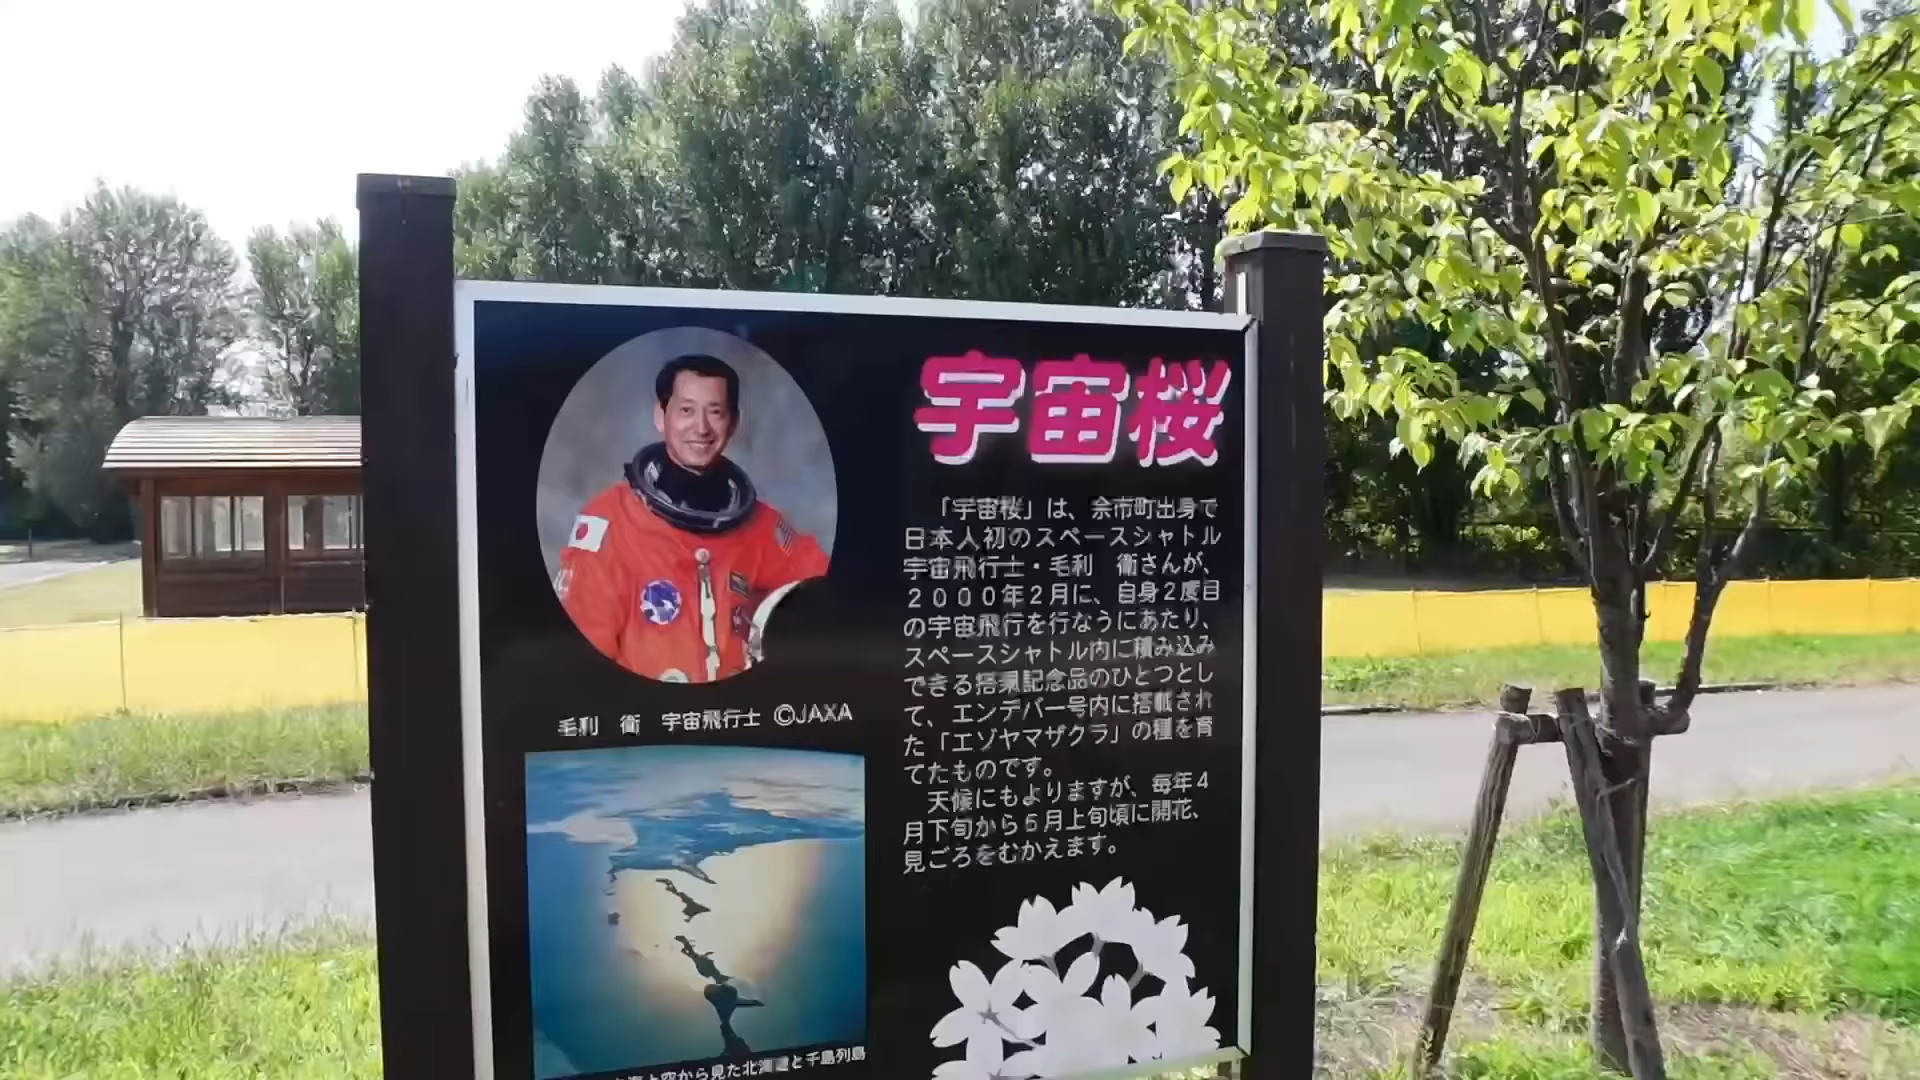 宇宙桜
「宇宙桜」は、余市町出身で
日本人初のスペースシャトル
宇宙飛行士・毛利 衛さんが、
2000年2月に、自身2度目
の宇宙飛行を行なうにあたり、
スペースシャトル内に積み込み
できる搭乗記念品のひとつとし
て、エンデバー号内に搭載され
た「エゾヤマザクラ」の種を育
てたものです。
天候にもよりますが、毎年4
月下旬から5月上旬頃に開花、
見ごろをむかえます。
毛利 衛 宇宙飛行士 ©JAXA
空から見た北海道と千島列島